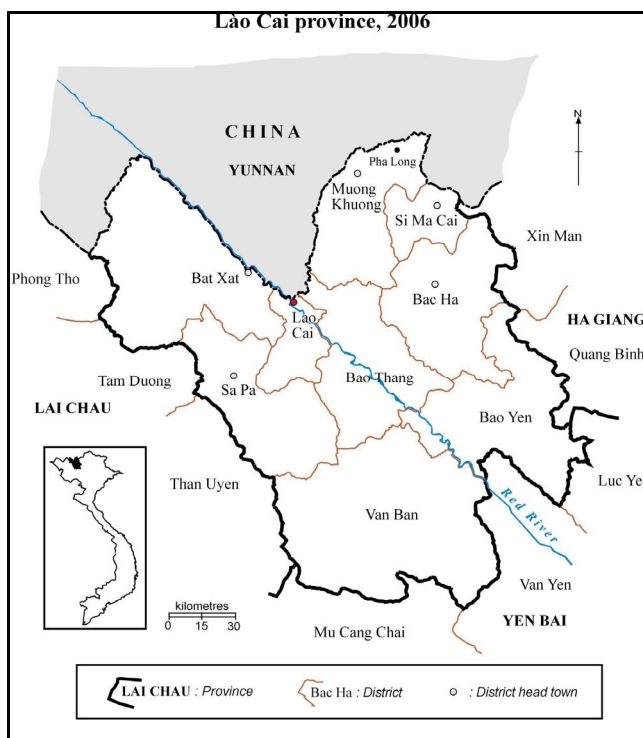 Lào Cai province, 2006
CHINA
YUNNAN
Pha Long
Muong
Khuong
Si Ma Cai
Xin Man
Phong Tho
Bat Xat
Bac Ha
Lao
Cai
HA GIANG
Quang Binh
Tam Duong
Sa Pa
Bao Thang
LAI CHAU
Bao Yen
Than Uyen
Luc Ye
Van Ban
Red River
Van Yen
kilometres
0 15 30
YEN BAI
Mu Cang Chai
LAI CHAU : Province
Bac Ha : District
: District head town